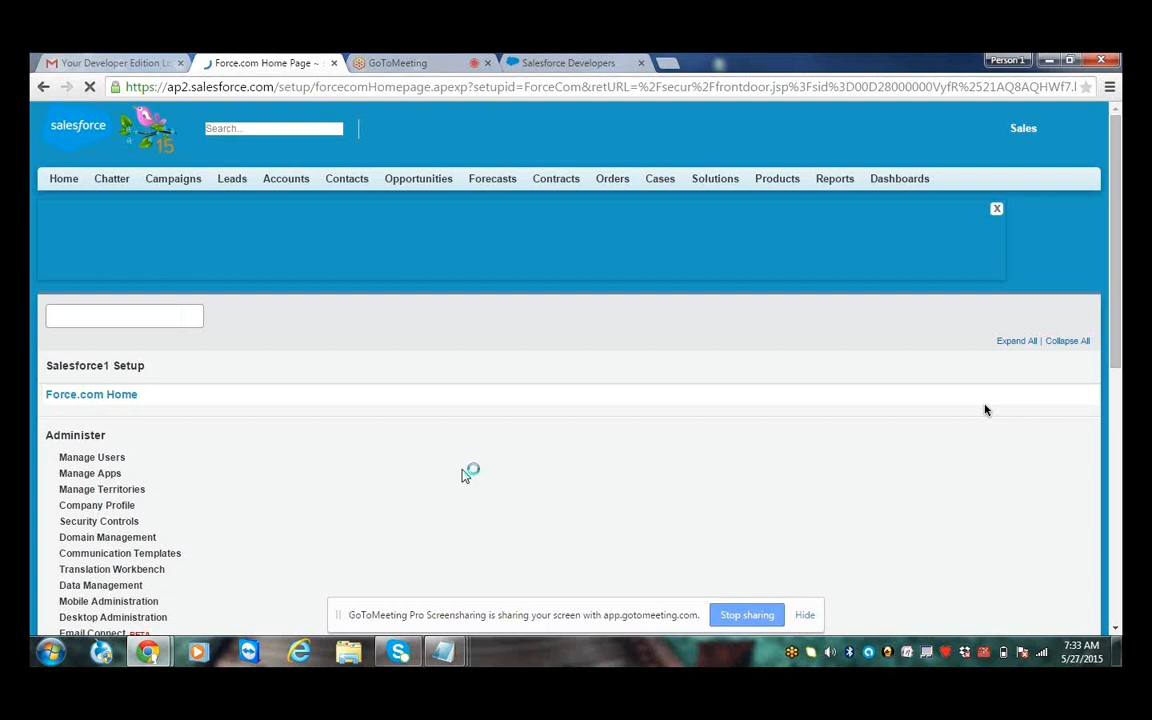 Your Developer Edition Lo
Force.com Home Page ~
GoToMeeting
Salesforce Developers
Person 1
https://ap2.salesforce.com/setup/forcecomHomepage.apexp?setupid=ForceCom&retURL=%2Fsecur%2Ffrontdoor.jsp%3Fsid%3D00D28000000VyfR%2521AQ8AQHWf7.l
salesforce
15
Search...
Sales
Home Chatter Campaigns Leads Accounts Contacts Opportunities Forecasts Contracts Orders Cases Solutions Products Reports Dashboards
X
Expand All | Collapse All
Salesforce1 Setup
Force.com Home
Administer
Manage Users
Manage Apps
Manage Territories
Company Profile
Security Controls
Domain Management
Communication Templates
Translation Workbench
Data Management
Mobile Administration
Desktop Administration
Email Connect BETA
GoToMeeting Pro Screensharing is sharing your screen with app.gotomeeting.com. Stop sharing Hide
7:33 AM
5/27/2015